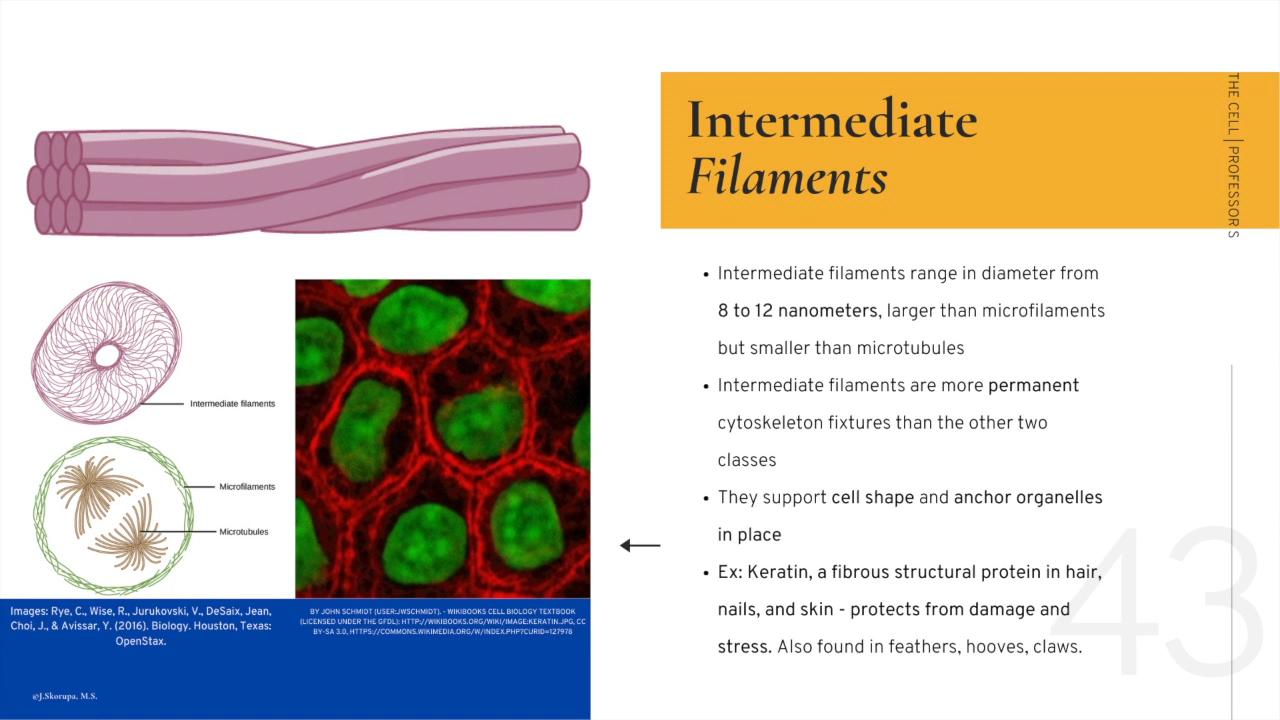 Intermediate
Filaments
THE CELL | PROFESSOR S
Intermediate filaments
Microfilaments
Microtubules
• Intermediate filaments range in diameter from
8 to 12 nanometers, larger than microfilaments
but smaller than microtubules
• Intermediate filaments are more permanent
cytoskeleton fixtures than the other two
classes
• They support cell shape and anchor organelles
in place
• Ex: Keratin, a fibrous structural protein in hair,
nails, and skin - protects from damage and
stress. Also found in feathers, hooves, claws.
43
Images: Rye, C., Wise, R., Jurukovski, V., DeSaix, Jean,
Choi, J., & Avissar, Y. (2016). Biology. Houston, Texas:
OpenStax.
BY JOHN SCHMIDT (USER:JWSCHMIDT). - WIKIBOOKS CELL BIOLOGY TEXTBOOK
(LICENSED UNDER THE GFDL): HTTP://WIKIBOOKS.ORG/WIKI/IMAGE:KERATIN.JPG, CC
BY-SA 3.0, HTTPS://COMMONS.WIKIMEDIA.ORG/W/INDEX.PHP?CURID=127978
@J.Skorupa, M.S.